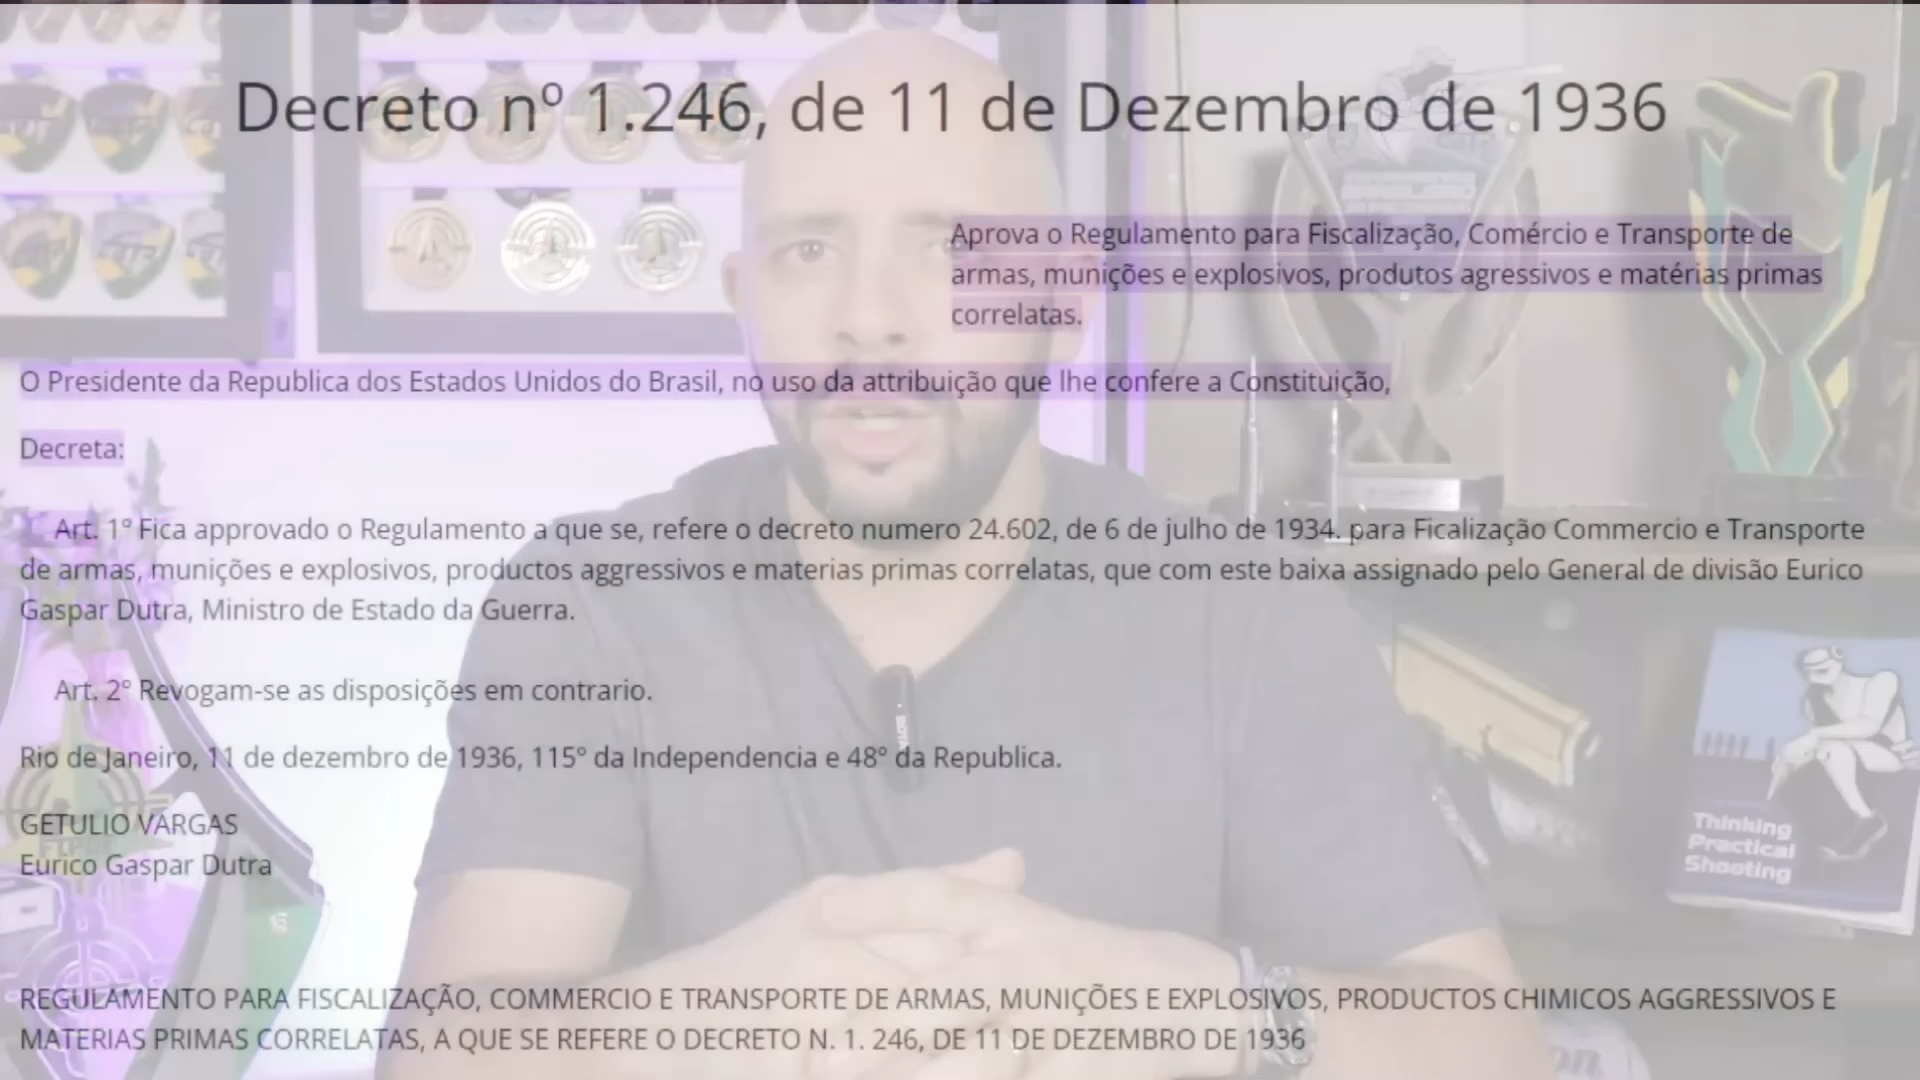 Decreto nº 1.246, de 11 de Dezembro de 1936
Aprova o Regulamento para Fiscalização, Comércio e Transporte de
armas, munições e explosivos, produtos agressivos e matérias primas
correlatas.
O Presidente da Republica dos Estados Unidos do Brasil, no uso da attribuição que lhe confere a Constituição,
Decreta:
Art. 1º Fica approvado o Regulamento a que se, refere o decreto numero 24.602, de 6 de julho de 1934. para Ficalização Commercio e Transporte
de armas, munições e explosivos, productos aggressivos e materias primas correlatas, que com este baixa assignado pelo General de divisão Eurico
Gaspar Dutra, Ministro de Estado da Guerra.
Art. 2º Revogam-se as disposições em contrario.
Rio de Janeiro, 11 de dezembro de 1936, 115º da Independencia e 48º da Republica.
GETULIO VARGAS
Eurico Gaspar Dutra
REGULAMENTO PARA FISCALIZAÇÃO, COMMERCIO E TRANSPORTE DE ARMAS, MUNIÇÕES E EXPLOSIVOS, PRODUCTOS CHIMICOS AGGRESSIVOS E
MATERIAS PRIMAS CORRELATAS, A QUE SE REFERE O DECRETO N. 1. 246, DE 11 DE DEZEMBRO DE 1936
Thinking
Practical
Shooting
BOYA